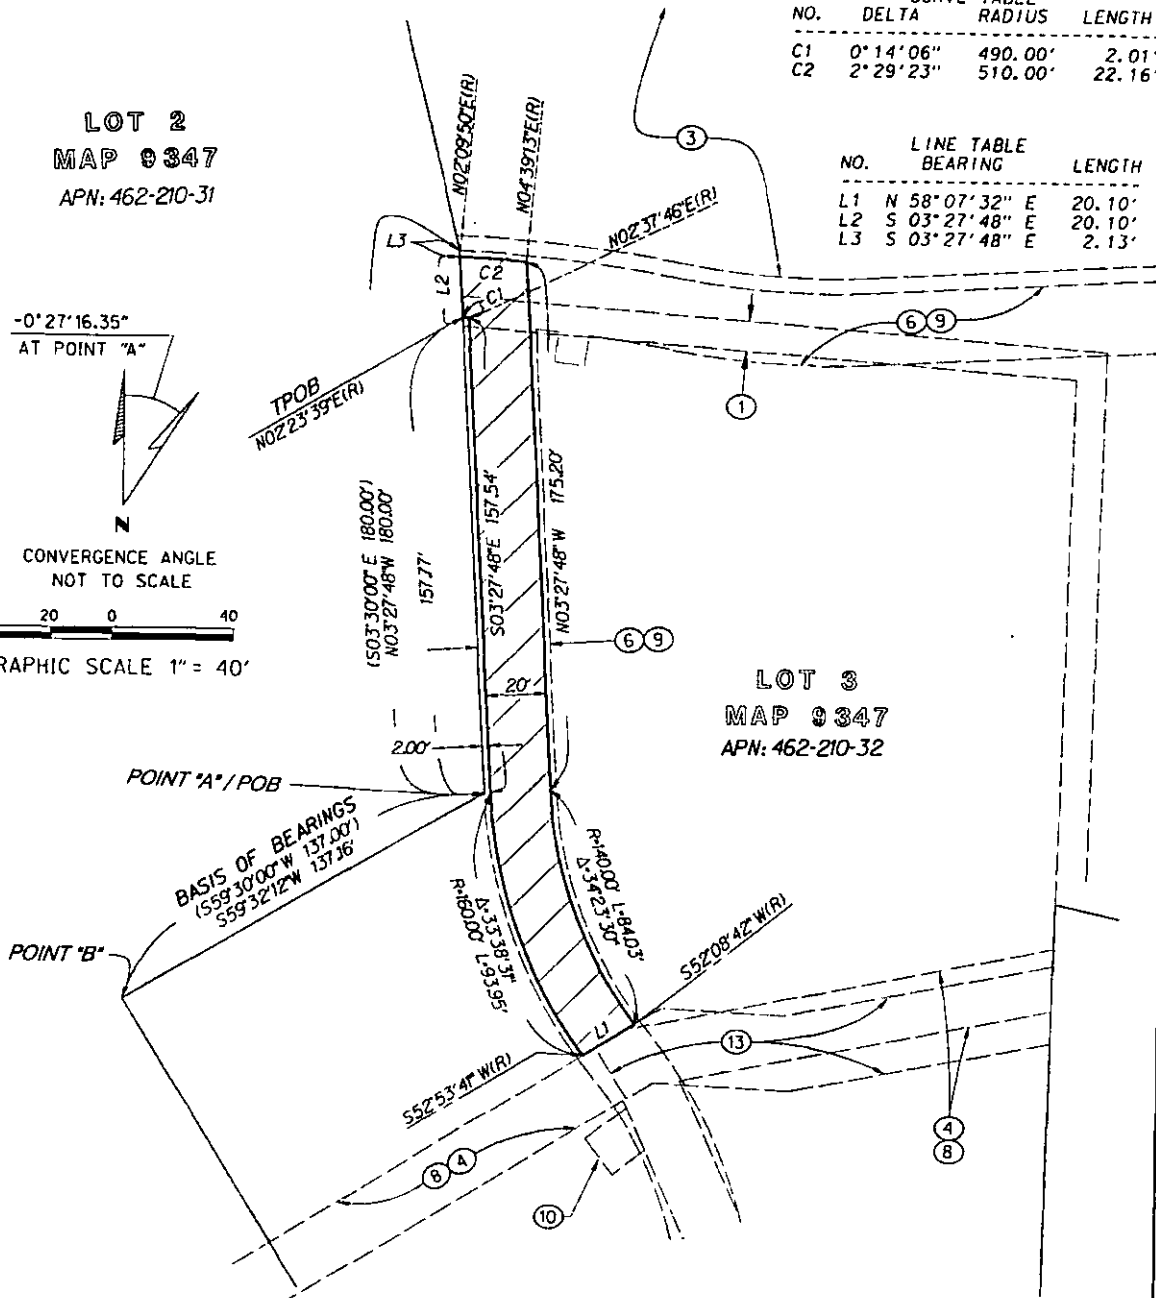 NO. DELTA RADIUS LENGTH
C1 0°14'06" 490.00' 2.01'
C2 2°29'23" 510.00' 22.16'
LINE TABLE
NO. BEARING LENGTH
L1 N 58°07'32" E 20.10'
L2 S 03°27'48" E 20.10'
L3 S 03°27'48" E 2.13'
LOT 2
MAP 9347
APN: 462-210-31
N02°09'50"E(R)
N04°39'13"E(R)
N02°37'46"E(R)
3
L3
L2
C2
C1
6 9
1
-0°27'16.35"
AT POINT "A"
N
CONVERGENCE ANGLE
NOT TO SCALE
20 0 40
RAPHIC SCALE 1" = 40'
TPOB
N02°23'39"E(R)
(S03°30'00"E 180.00')
N03°27'48"W 180.00'
157.77'
S03°27'48"E 157.54'
N03°27'48"W 175.20'
6 9
20'
2.00'
LOT 3
MAP 9347
APN: 462-210-32
POINT "A" / POB
BASIS OF BEARINGS
(S59°30'00"W 137.00')
S59°32'12"W 137.16'
POINT "B"
R=140.00' L=84.03'
Δ=34°23'30"
Δ=33°38'31"
R=160.00' L=93.95'
S52°08'42"W(R)
L1
S52°53'41"W(R)
13
4
8
8 4
10